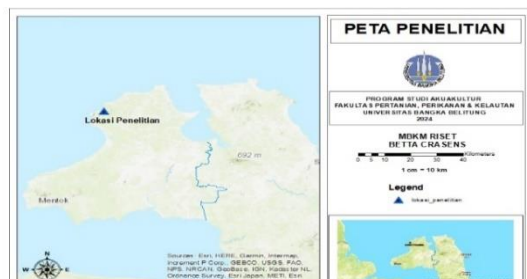 PETA PENELITIAN
PROGRAM STUDI AKUAKULTUR
FAKULTAS PERTANIAN, PERIKANAN & KELAUTAN
UNIVERSITAS BANGKA BELITUNG
2024
MBKM RISET
BETTA CRASENS
0 5 10 20 30 40
Kilometers
1 cm = 10 km
Legend
lokasi_penelitian
Lokasi Penelitian
692 m
Mentok
N
W E
S
Sources: Esri, HERE, Garmin, Intermap,
increment P Corp., GEBCO, USGS, FAO,
NPS, NRCAN, GeoBase, IGN, Kadaster NL,
Ordnance Survey, Esri Japan, METI, Esri